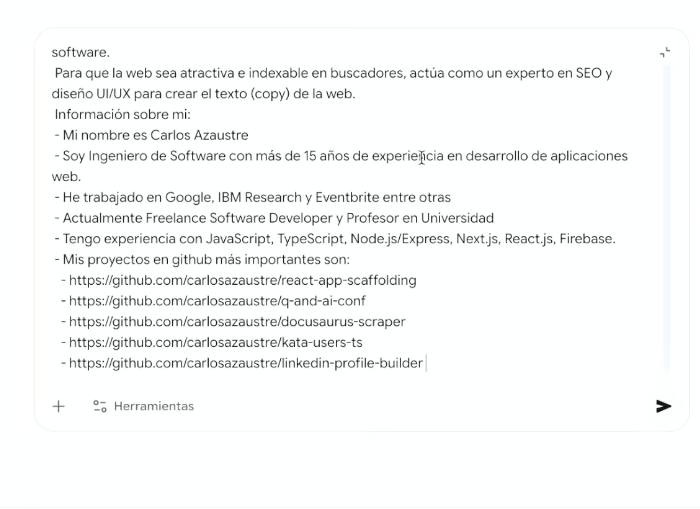 software.
Para que la web sea atractiva e indexable en buscadores, actúa como un experto en SEO y
diseño UI/UX para crear el texto (copy) de la web.
Información sobre mi:
- Mi nombre es Carlos Azaustre
- Soy Ingeniero de Software con más de 15 años de experiencia en desarrollo de aplicaciones
web.
- He trabajado en Google, IBM Research y Eventbrite entre otras
- Actualmente Freelance Software Developer y Profesor en Universidad
- Tengo experiencia con JavaScript, TypeScript, Node.js/Express, Next.js, React.js, Firebase.
- Mis proyectos en github más importantes son:
- https://github.com/carlosazaustre/react-app-scaffolding
- https://github.com/carlosazaustre/q-and-ai-conf
- https://github.com/carlosazaustre/docusaurus-scraper
- https://github.com/carlosazaustre/kata-users-ts
- https://github.com/carlosazaustre/linkedin-profile-builder
Herramientas